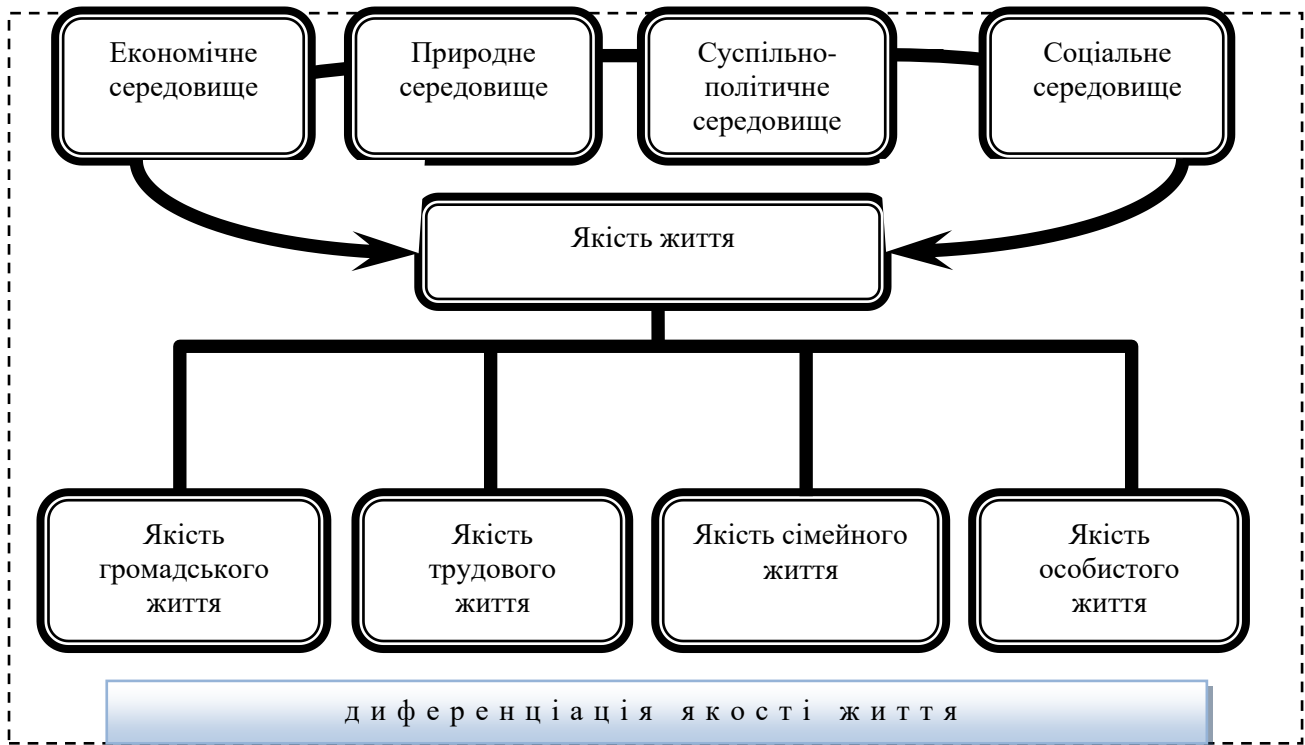 Економічне
середовище
Природне
середовище
Суспільно-
політичне
середовище
Соціальне
середовище
Якість життя
Якість
громадського
життя
Якість
трудового
життя
Якість сімейного
життя
Якість
особистого
життя
диференціація якості життя